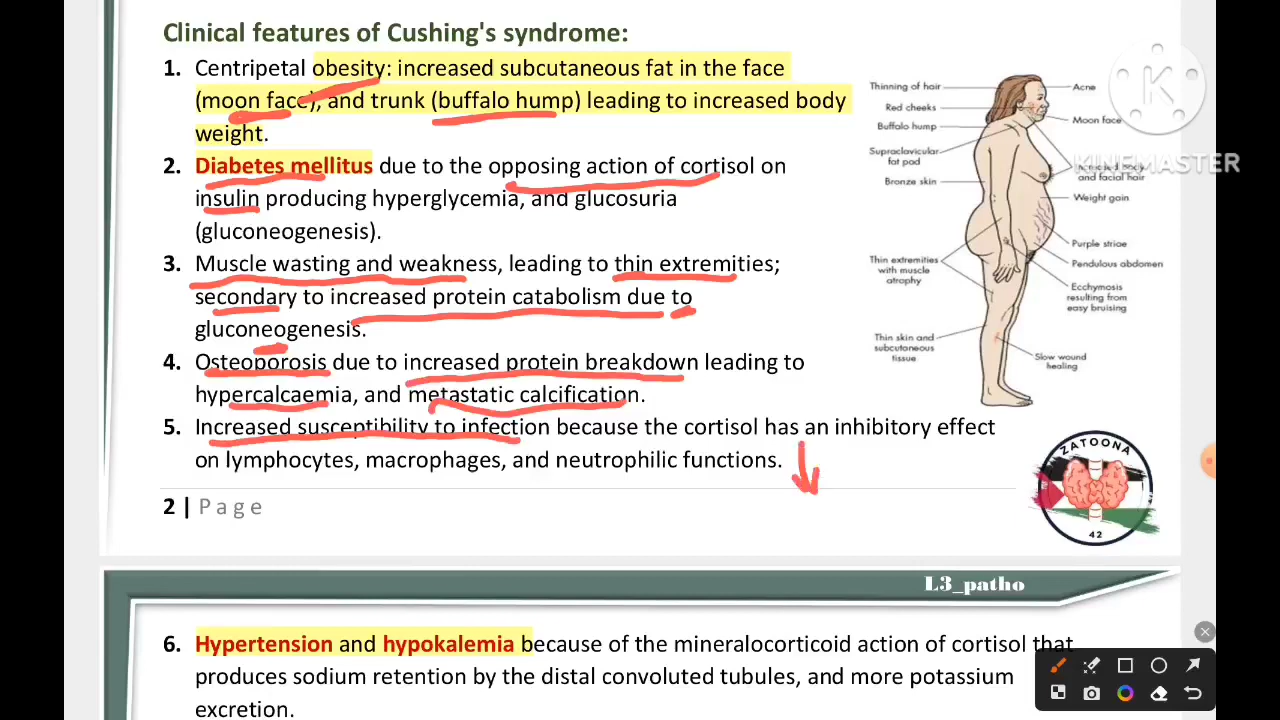 Clinical features of Cushing's syndrome:
1. Centripetal obesity: increased subcutaneous fat in the face
(moon face), and trunk (buffalo hump) leading to increased body
weight.
2. Diabetes mellitus due to the opposing action of cortisol on
insulin producing hyperglycemia, and glucosuria
(gluconeogenesis).
3. Muscle wasting and weakness, leading to thin extremities;
secondary to increased protein catabolism due to
gluconeogenesis.
4. Osteoporosis due to increased protein breakdown leading to
hypercalcaemia, and metastatic calcification.
5. Increased susceptibility to infection because the cortisol has an inhibitory effect
on lymphocytes, macrophages, and neutrophilic functions.
Thinning of hair
Red cheeks
Buffalo hump
Supraclavicular
fat pad
Bronze skin
Thin extremities
with muscle
atrophy
Thin skin and
subcutaneous
tissue
Acne
Moon face
Increased body
and facial hair
Weight gain
Purple striae
Pendulous abdomen
Ecchymosis
resulting from
easy bruising
Slow wound
healing
K
KINEMASTER
ZATOONA
42
2 | Page
L3_patho
6. Hypertension and hypokalemia because of the mineralocorticoid action of cortisol that
produces sodium retention by the distal convoluted tubules, and more potassium
excretion.